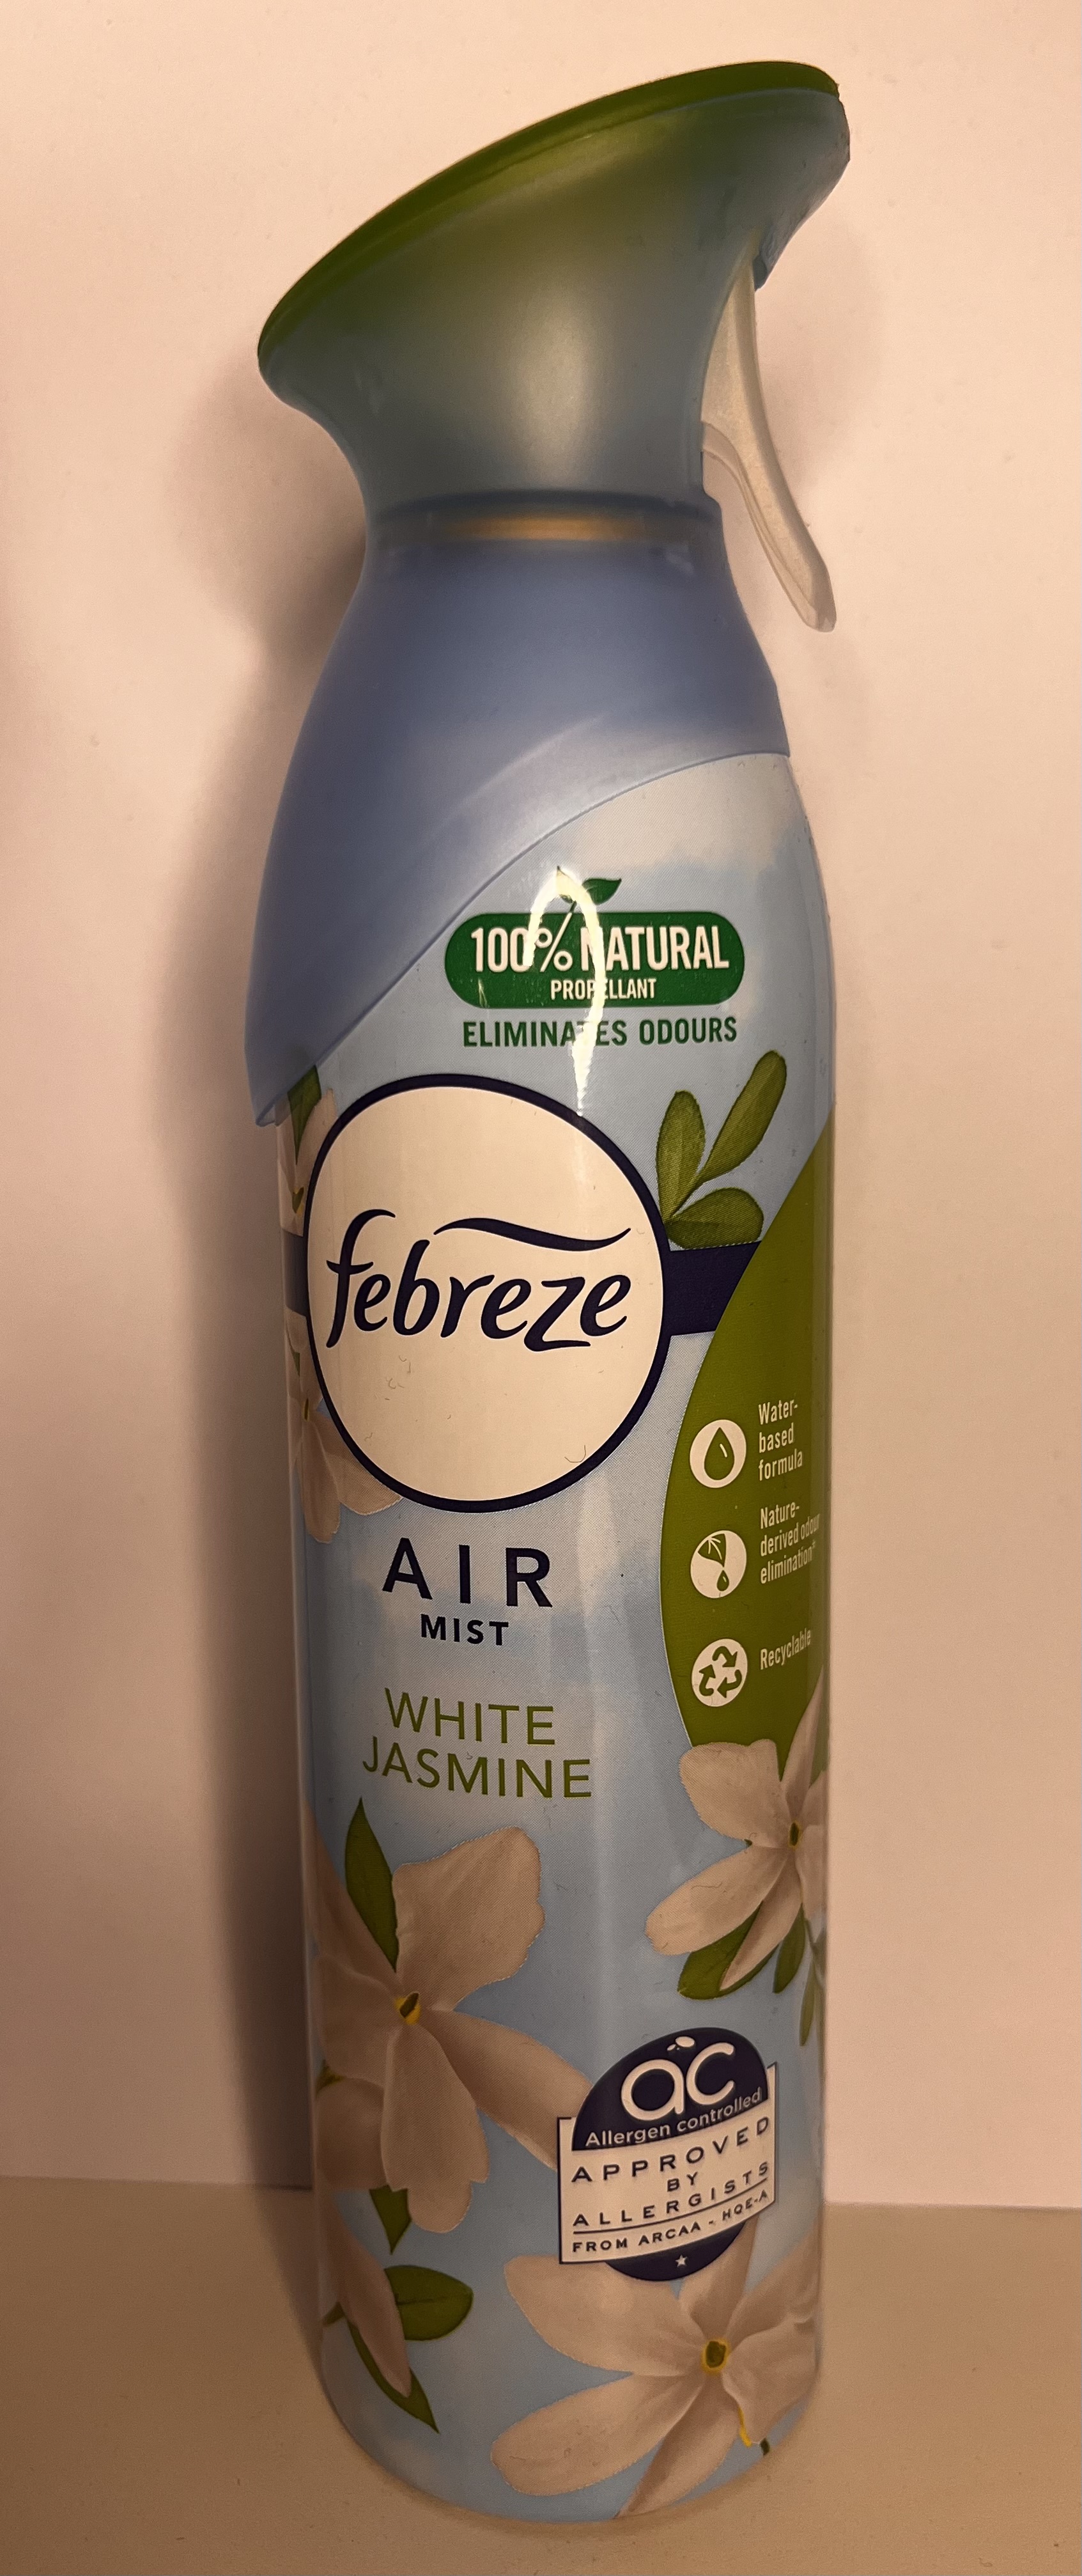 100% NATURAL
PROPELLANT
ELIMINATES ODOURS
febreze
AIR
MIST
WHITE
JASMINE
Water-
based
formula
Nature-
derived odour
elimination*
Recyclable
ac
Allergen controlled
APPROVED
BY
ALLERGISTS
FROM ARCAA - HOE-A